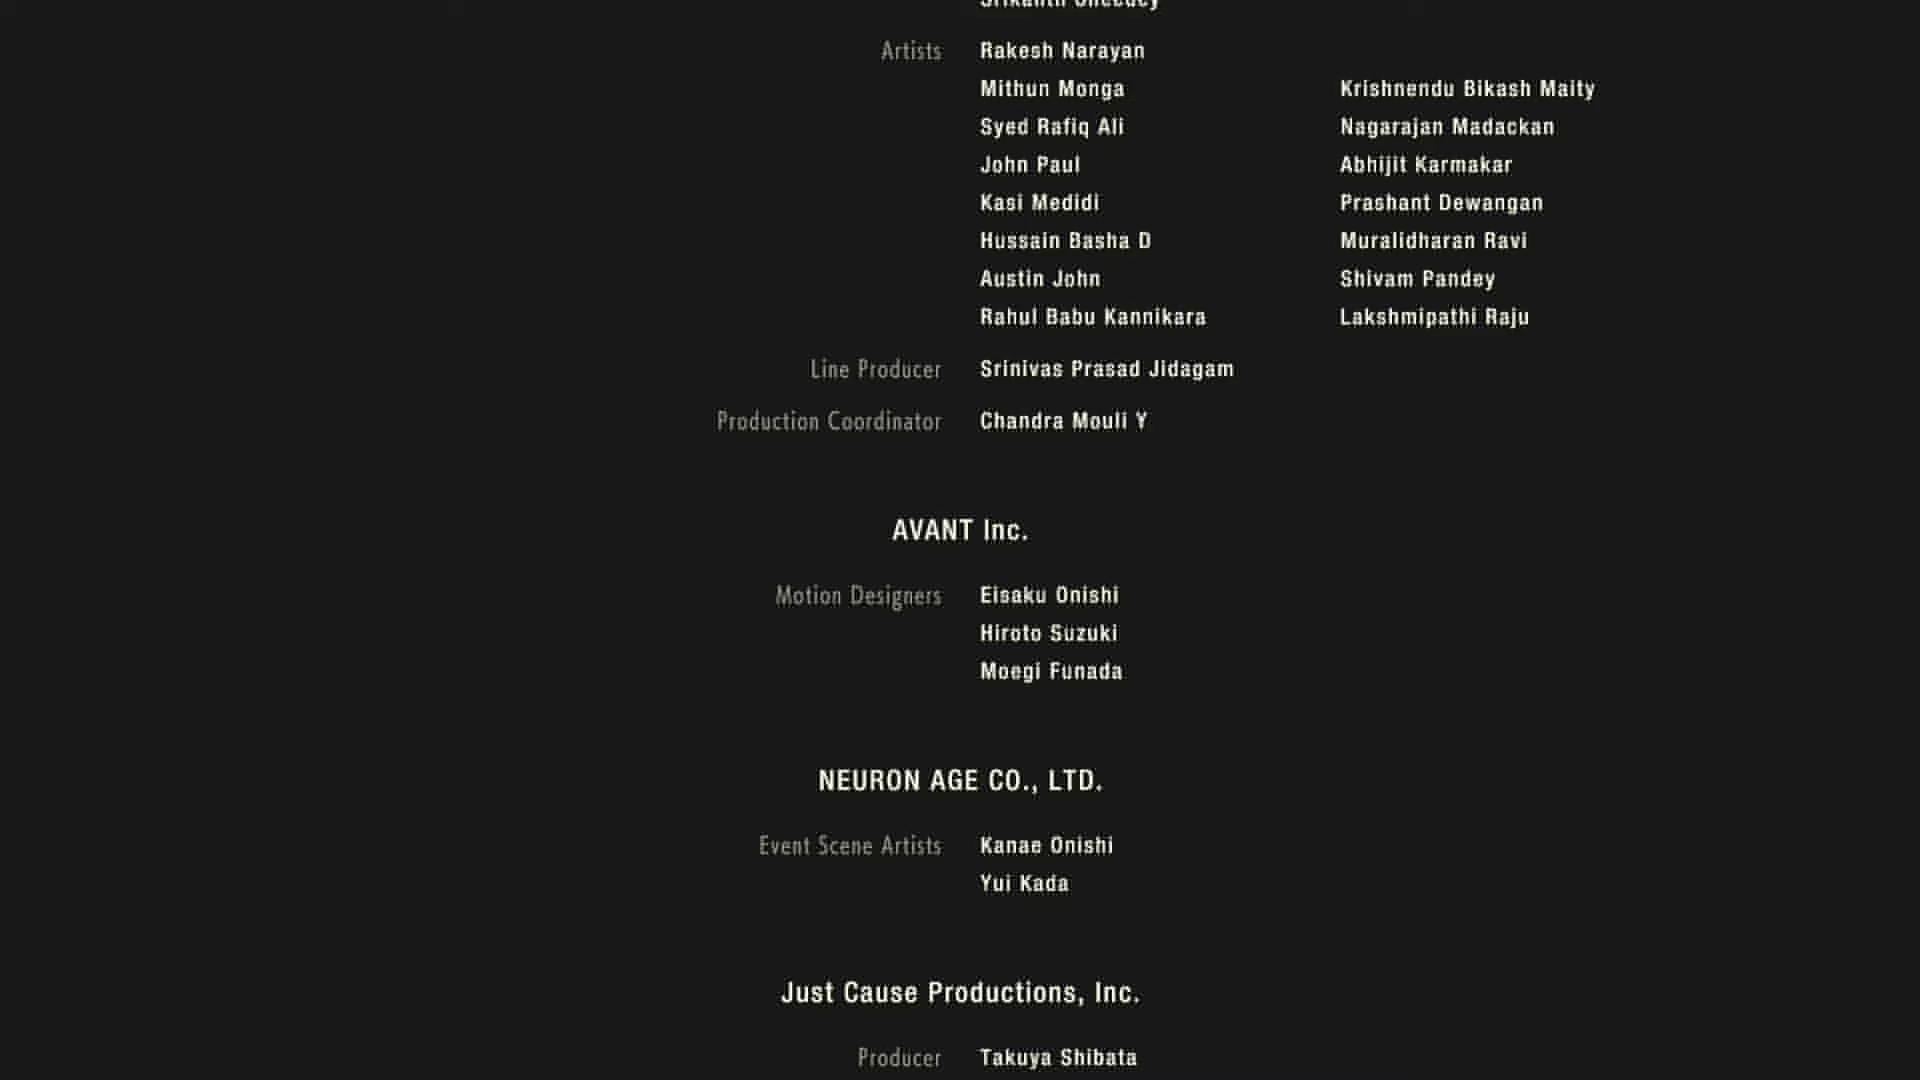 Artists Rakesh Narayan
Mithun Monga Krishnendu Bikash Maity
Syed Rafiq Ali Nagarajan Madackan
John Paul Abhijit Karmakar
Kasi Medidi Prashant Dewangan
Hussain Basha D Muralidharan Ravi
Austin John Shivam Pandey
Rahul Babu Kannikara Lakshmipathi Raju
Line Producer Srinivas Prasad Jidagam
Production Coordinator Chandra Mouli Y
AVANT Inc.
Motion Designers Eisaku Onishi
Hiroto Suzuki
Moegi Funada
NEURON AGE CO., LTD.
Event Scene Artists Kanae Onishi
Yui Kada
Just Cause Productions, Inc.
Producer Takuya Shibata